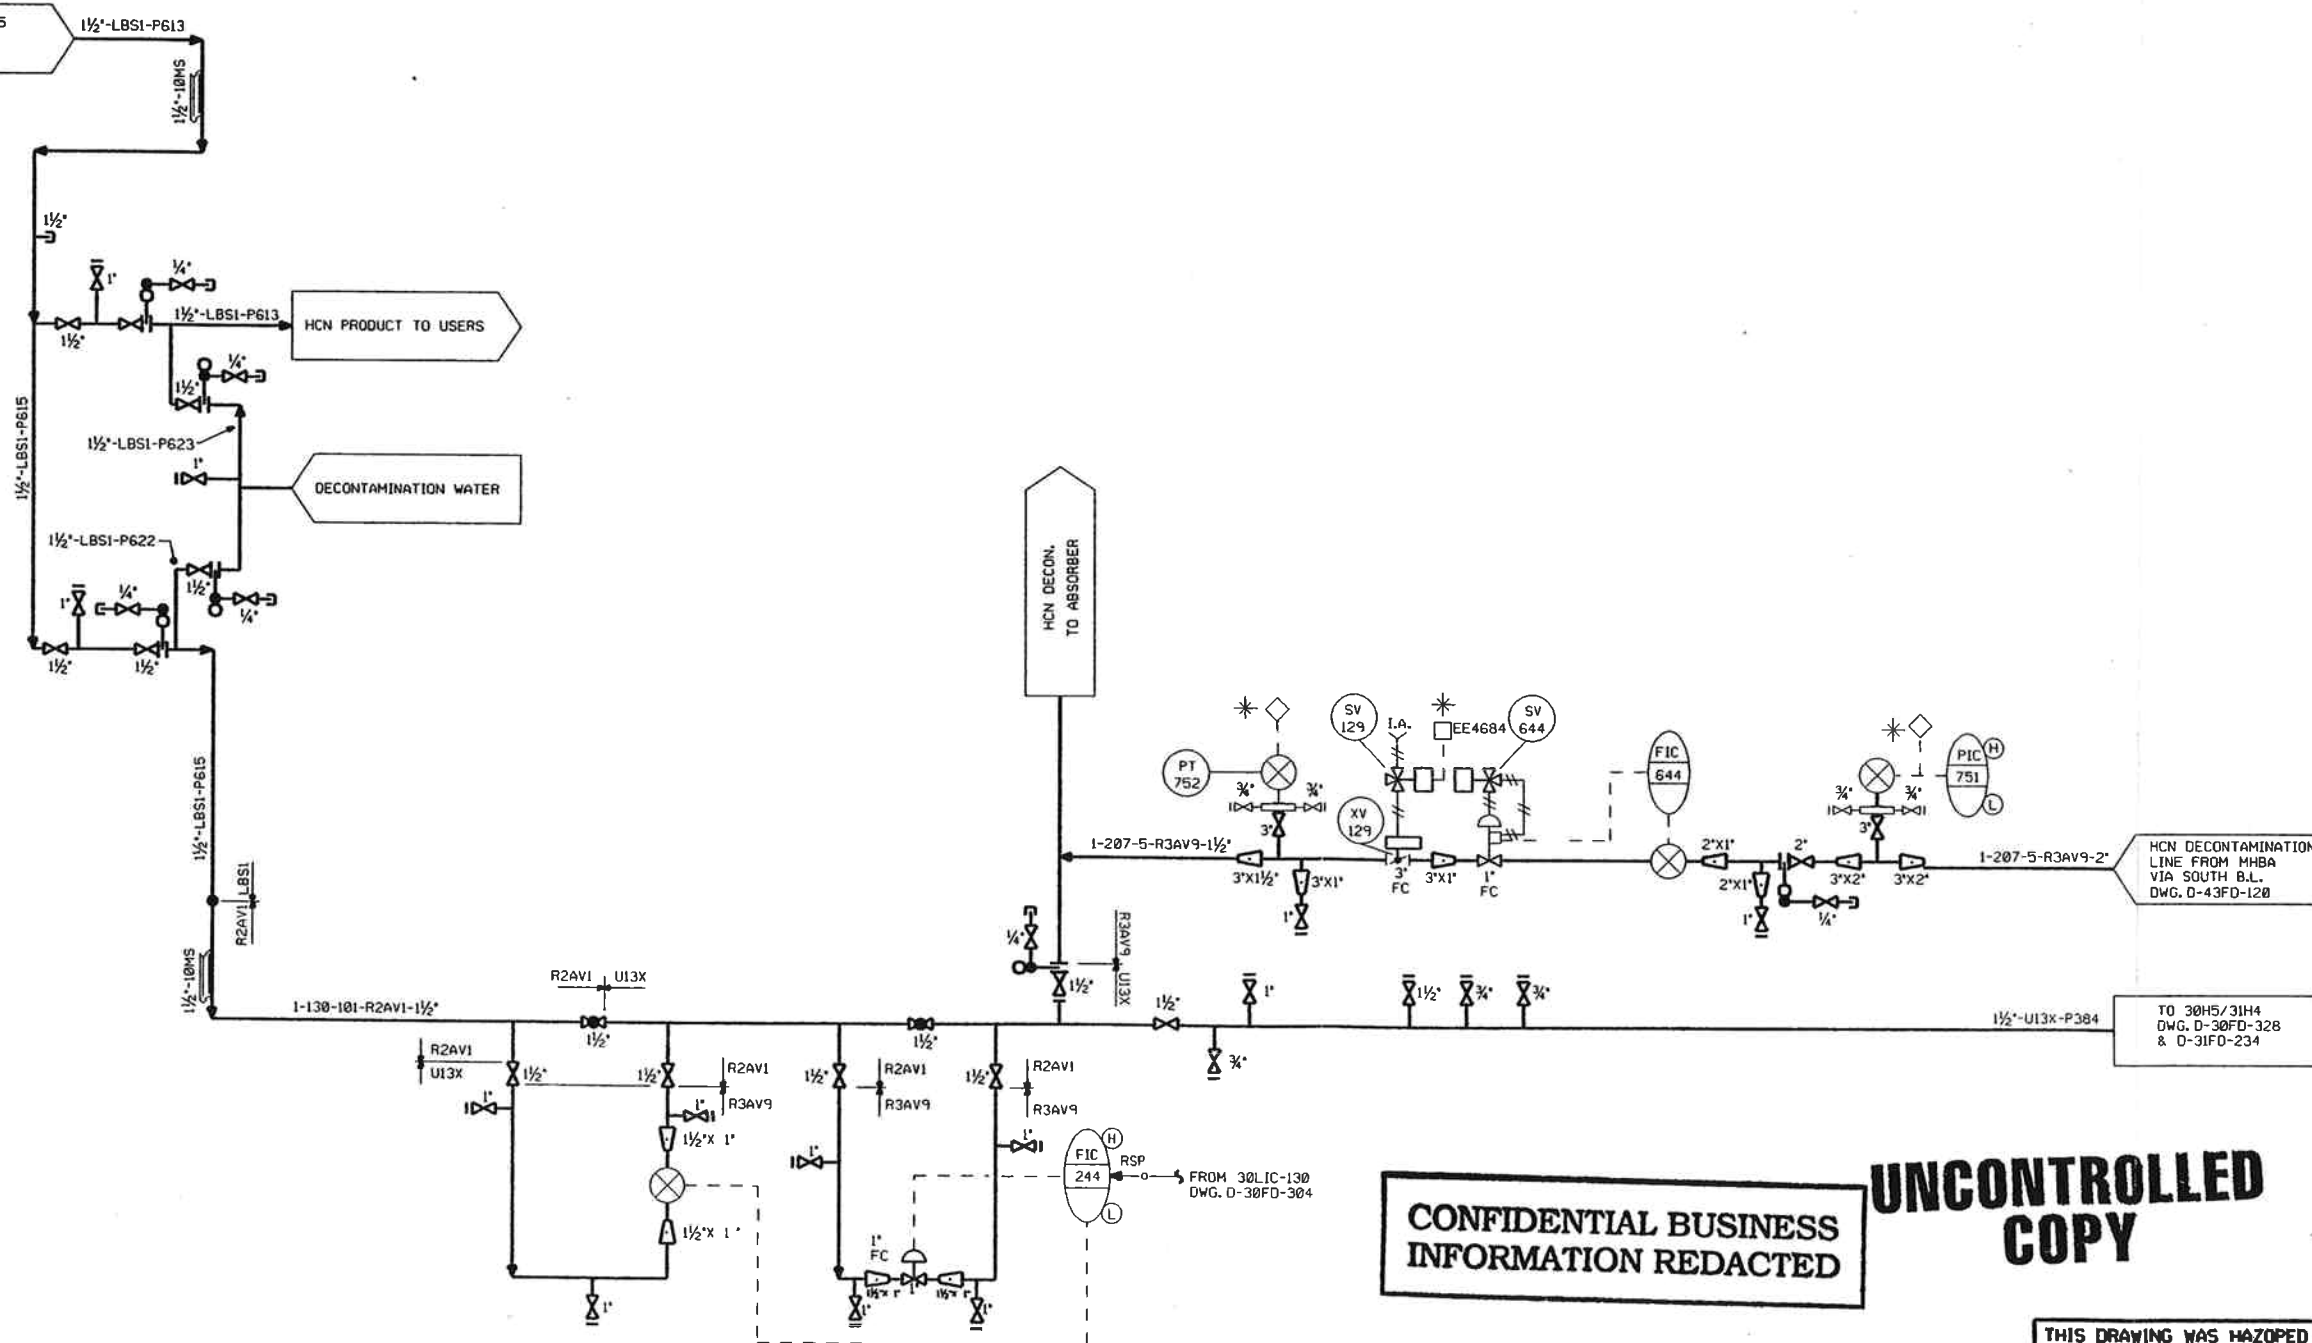 5
1½"-LBS1-P613
1½"-10MS
1½"
1"
¼"
1½"-LBS1-P613
HCN PRODUCT TO USERS
1½"
¼"
1½"
1½"-LBS1-P615
1½"-LBS1-P623
1"
DECONTAMINATION WATER
1½"-LBS1-P622
1"
¼"
1½"
¼"
1½"
1½"
1½"-LBS1-P615
R2AV1
LBS1
1½"-10MS
1-130-101-R2AV1-1½"
R2AV1
U13X
1½"
1½"
HCN DECON.
TO ABSORBER
¼"
1½"
R3AV9
U13X
1½"
PT
752
¾"
¾"
3"
1-207-5-R3AV9-1½"
3"X1½"
3"X1"
1"
SV
129
I.A.
EE4684
SV
644
XV
129
3"
FC
3"X1"
1"
FC
FIC
644
2"X1"
2"
2"X1"
1"
¼"
3"X2"
3"X2"
¾"
¾"
3"
PIC
751
H
L
1-207-5-R3AV9-2"
HCN DECONTAMINATION
LINE FROM MHBA
VIA SOUTH B.L.
DWG. D-43FD-120
1"
1½"
¾"
¾"
¾"
1½"-U13X-P384
TO 30H5/31H4
DWG. D-30FD-328
& D-31FD-234
R2AV1
U13X
1½"
1"
1½"
R2AV1
R3AV9
1"
1½"X 1"
1½"X 1"
1"
1½"
R2AV1
R3AV9
1"
1½"
R2AV1
R3AV9
1"
1"
FC
1½"X 1"
1"
1½"X 1"
1"
1"
FIC
244
H
L
RSP
FROM 30LIC-130
DWG. D-30FD-304
CONFIDENTIAL BUSINESS
INFORMATION REDACTED
UNCONTROLLED
COPY
THIS DRAWING WAS HAZOPED